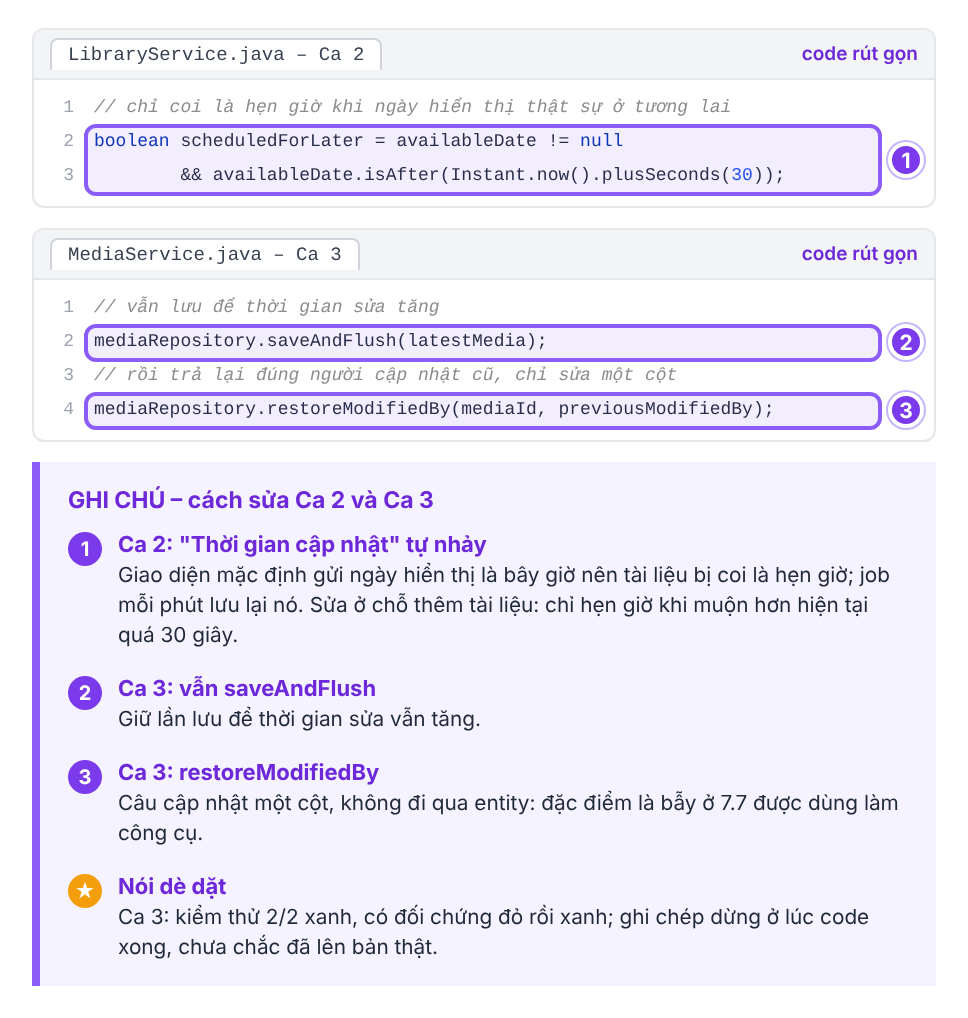 LibraryService.java – Ca 2
code rút gọn
1 // chỉ coi là hẹn giờ khi ngày hiển thị thật sự ở tương lai
2 boolean scheduledForLater = availableDate != null
3 && availableDate.isAfter(Instant.now().plusSeconds(30));
1
MediaService.java – Ca 3
code rút gọn
1 // vẫn lưu để thời gian sửa tăng
2 mediaRepository.saveAndFlush(latestMedia);
2
3 // rồi trả lại đúng người cập nhật cũ, chỉ sửa một cột
4 mediaRepository.restoreModifiedBy(mediaId, previousModifiedBy);
3
GHI CHÚ – cách sửa Ca 2 và Ca 3
1 Ca 2: "Thời gian cập nhật" tự nhảy
Giao diện mặc định gửi ngày hiển thị là bây giờ nên tài liệu bị coi là hẹn giờ; job
mỗi phút lưu lại nó. Sửa ở chỗ thêm tài liệu: chỉ hẹn giờ khi muộn hơn hiện tại
quá 30 giây.
2 Ca 3: vẫn saveAndFlush
Giữ lần lưu để thời gian sửa vẫn tăng.
3 Ca 3: restoreModifiedBy
Câu cập nhật một cột, không đi qua entity: đặc điểm là bẫy ở 7.7 được dùng làm
công cụ.
★ Nói dè dặt
Ca 3: kiểm thử 2/2 xanh, có đối chứng đỏ rồi xanh; ghi chép dừng ở lúc code
xong, chưa chắc đã lên bản thật.